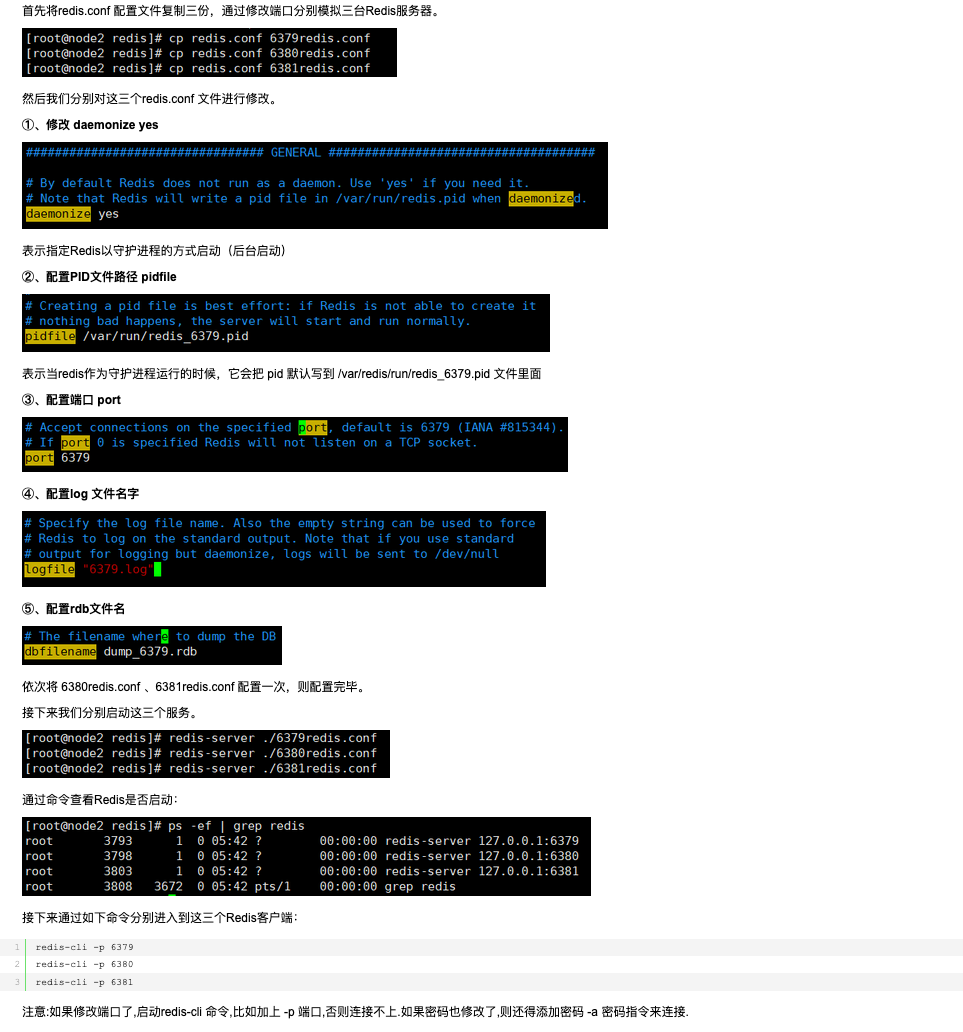 首先将redis.conf 配置文件复制三份，通过修改端口分别模拟三台Redis服务器。
[root@node2 redis]# cp redis.conf 6379redis.conf
[root@node2 redis]# cp redis.conf 6380redis.conf
[root@node2 redis]# cp redis.conf 6381redis.conf
然后我们分别对这三个redis.conf 文件进行修改。
①、修改 daemonize yes
################################# GENERAL #####################################
# By default Redis does not run as a daemon. Use 'yes' if you need it.
# Note that Redis will write a pid file in /var/run/redis.pid when daemonized.
daemonize yes
表示指定Redis以守护进程的方式启动（后台启动）
②、配置PID文件路径 pidfile
# Creating a pid file is best effort: if Redis is not able to create it
# nothing bad happens, the server will start and run normally.
pidfile /var/run/redis_6379.pid
表示当redis作为守护进程运行的时候，它会把 pid 默认写到 /var/redis/run/redis_6379.pid 文件里面
③、配置端口 port
# Accept connections on the specified port, default is 6379 (IANA #815344).
# If port 0 is specified Redis will not listen on a TCP socket.
port 6379
④、配置log 文件名字
# Specify the log file name. Also the empty string can be used to force
# Redis to log on the standard output. Note that if you use standard
# output for logging but daemonize, logs will be sent to /dev/null
logfile "6379.log"
⑤、配置rdb文件名
# The filename where to dump the DB
dbfilename dump_6379.rdb
依次将 6380redis.conf 、6381redis.conf 配置一次，则配置完毕。
接下来我们分别启动这三个服务。
[root@node2 redis]# redis-server ./6379redis.conf
[root@node2 redis]# redis-server ./6380redis.conf
[root@node2 redis]# redis-server ./6381redis.conf
通过命令查看Redis是否启动：
[root@node2 redis]# ps -ef | grep redis
root 3793 1 0 05:42 ? 00:00:00 redis-server 127.0.0.1:6379
root 3798 1 0 05:42 ? 00:00:00 redis-server 127.0.0.1:6380
root 3803 1 0 05:42 ? 00:00:00 redis-server 127.0.0.1:6381
root 3808 3672 0 05:42 pts/1 00:00:00 grep redis
接下来通过如下命令分别进入到这三个Redis客户端：
1 redis-cli -p 6379
2 redis-cli -p 6380
3 redis-cli -p 6381
注意:如果修改端口了,启动redis-cli 命令,比如加上 -p 端口,否则连接不上.如果密码也修改了,则还得添加密码 -a 密码指令来连接.